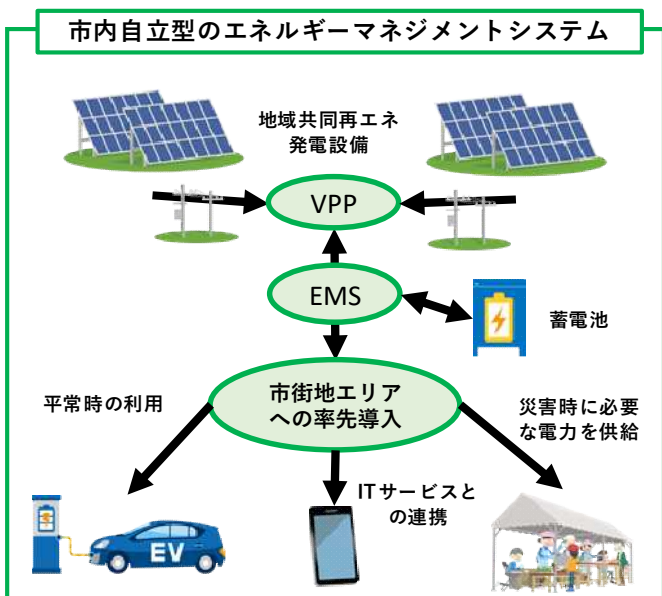 市内自立型のエネルギーマネジメントシステム
地域共同再エネ
発電設備
VPP
EMS
蓄電池
市街地エリア
への率先導入
平常時の利用
災害時に必要
な電力を供給
ITサービスと
の連携
EV